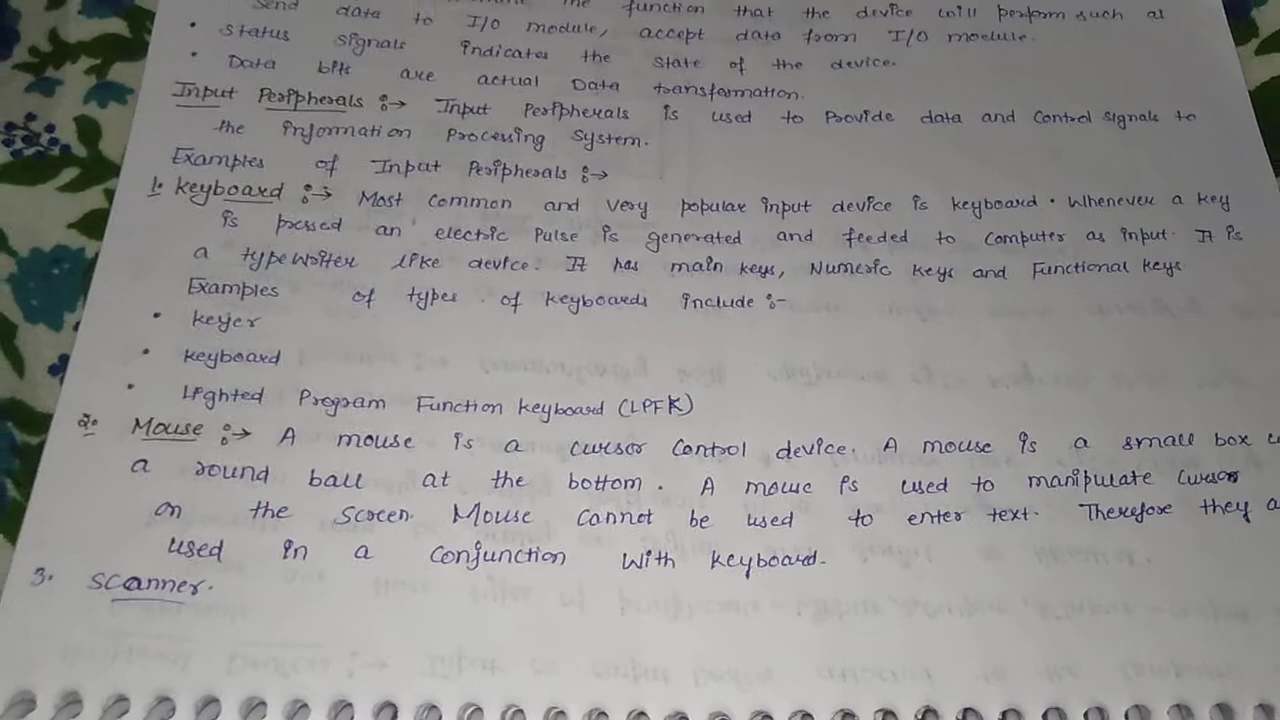 the function that the device will perform such as
Send data to I/O module, accept data from I/O module.
• Status signals indicates the state of the device.
• Data bits are actual Data transformation.
Input Peripherals :→ Input Peripherals is used to Provide data and Control signals to
the information Processing System.
Examples of Input Peripherals :→
1. Keyboard :→ Most Common and very popular input device is keyboard. Whenever a key
is pressed an electric Pulse is generated and feeded to Computer as input. It is
a typewriter like device. It has main keys, Numeric keys and Functional keys.
Examples of types of keyboards include :-
• keyer
• keyboard
• Lighted Program Function keyboard (LPFK)
2. Mouse :→ A mouse is a cursor Control device. A mouse is a small box
a round ball at the bottom. A mouse is used to manipulate Cursor
on the screen. Mouse Cannot be used to enter text. Therefore they a
used in a Conjunction With keyboard.
3. Scanner.